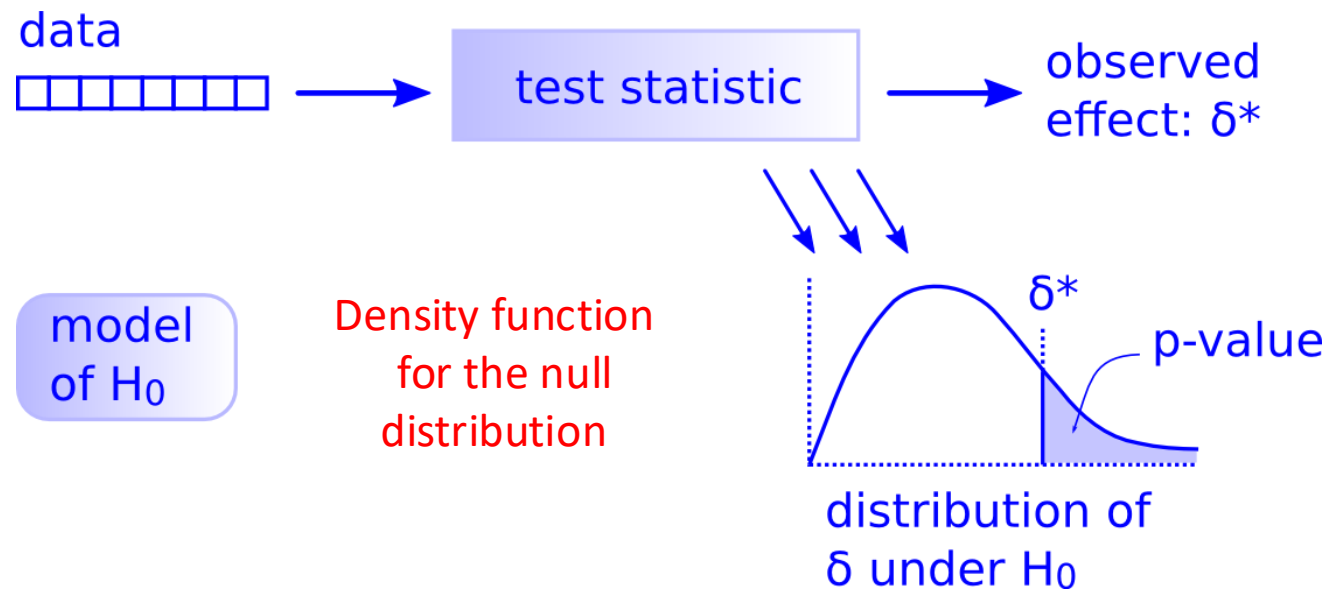 data
test statistic
observed
effect: δ*
model
of H₀
Density function
for the null
distribution
δ*
p-value
distribution of
δ under H₀